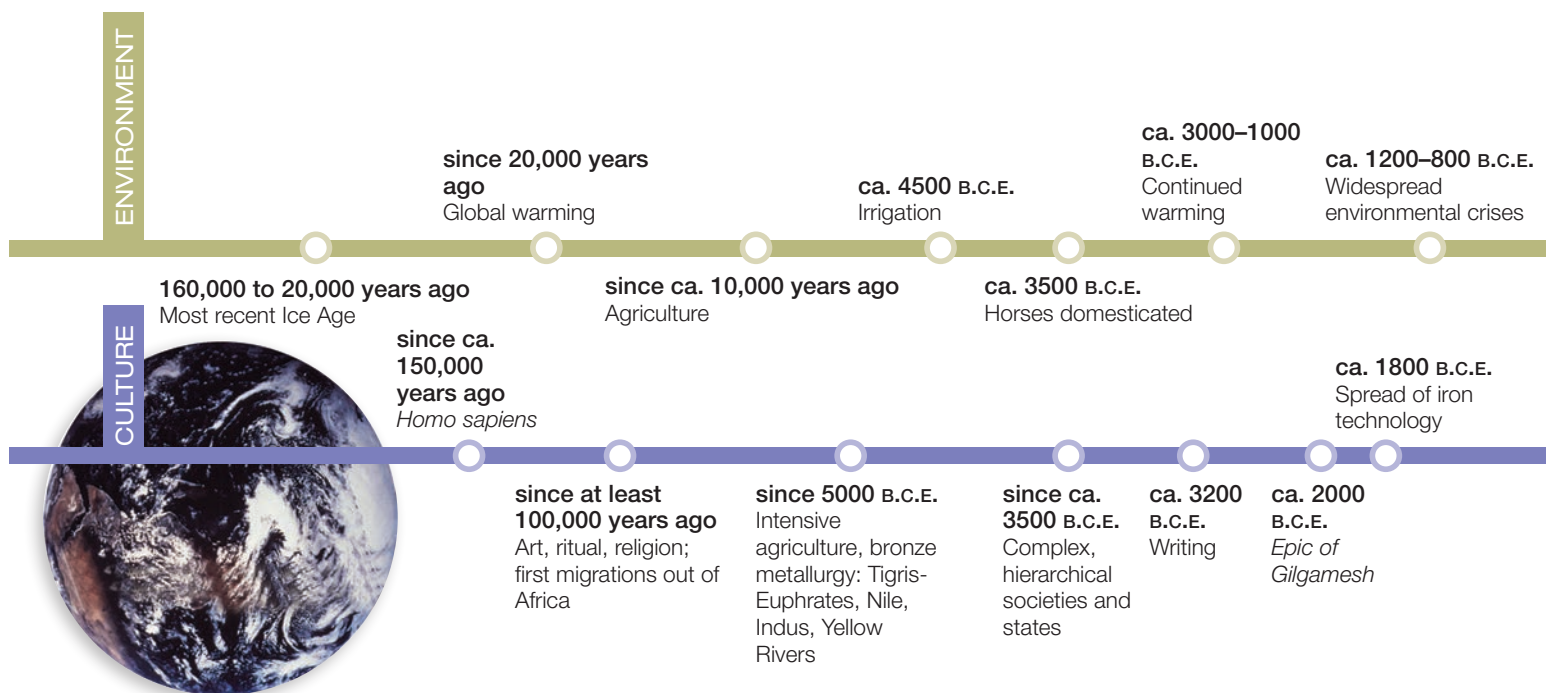 ENVIRONMENT
since 20,000 years
ago
Global warming
ca. 4500 B.C.E.
Irrigation
ca. 3000–1000
B.C.E.
Continued
warming
ca. 1200–800 B.C.E.
Widespread
environmental crises
160,000 to 20,000 years ago
Most recent Ice Age
since ca. 10,000 years ago
Agriculture
ca. 3500 B.C.E.
Horses domesticated
CULTURE
since ca.
150,000
years ago
Homo sapiens
ca. 1800 B.C.E.
Spread of iron
technology
since at least
100,000 years ago
Art, ritual, religion;
first migrations out of
Africa
since 5000 B.C.E.
Intensive
agriculture, bronze
metallurgy: Tigris-
Euphrates, Nile,
Indus, Yellow
Rivers
since ca.
3500 B.C.E.
Complex,
hierarchical
societies and
states
ca. 3200
B.C.E.
Writing
ca. 2000
B.C.E.
Epic of
Gilgamesh